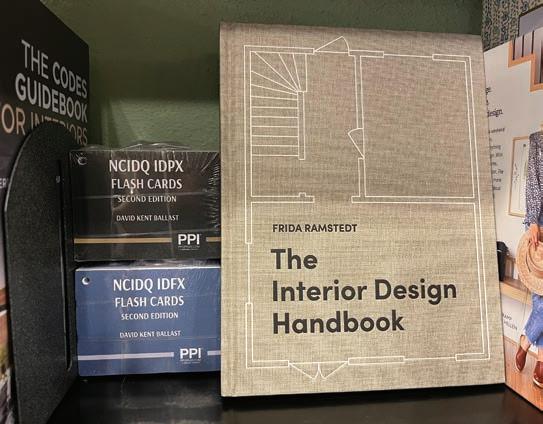 THE CODES
GUIDEBOOK
FOR INTERIORS
NCIDQ IDPX
FLASH CARDS
SECOND EDITION
DAVID KENT BALLAST
PPI
NCIDQ IDFX
FLASH CARDS
SECOND EDITION
DAVID KENT BALLAST
PPI
FRIDA RAMSTEDT
The
Interior Design
Handbook